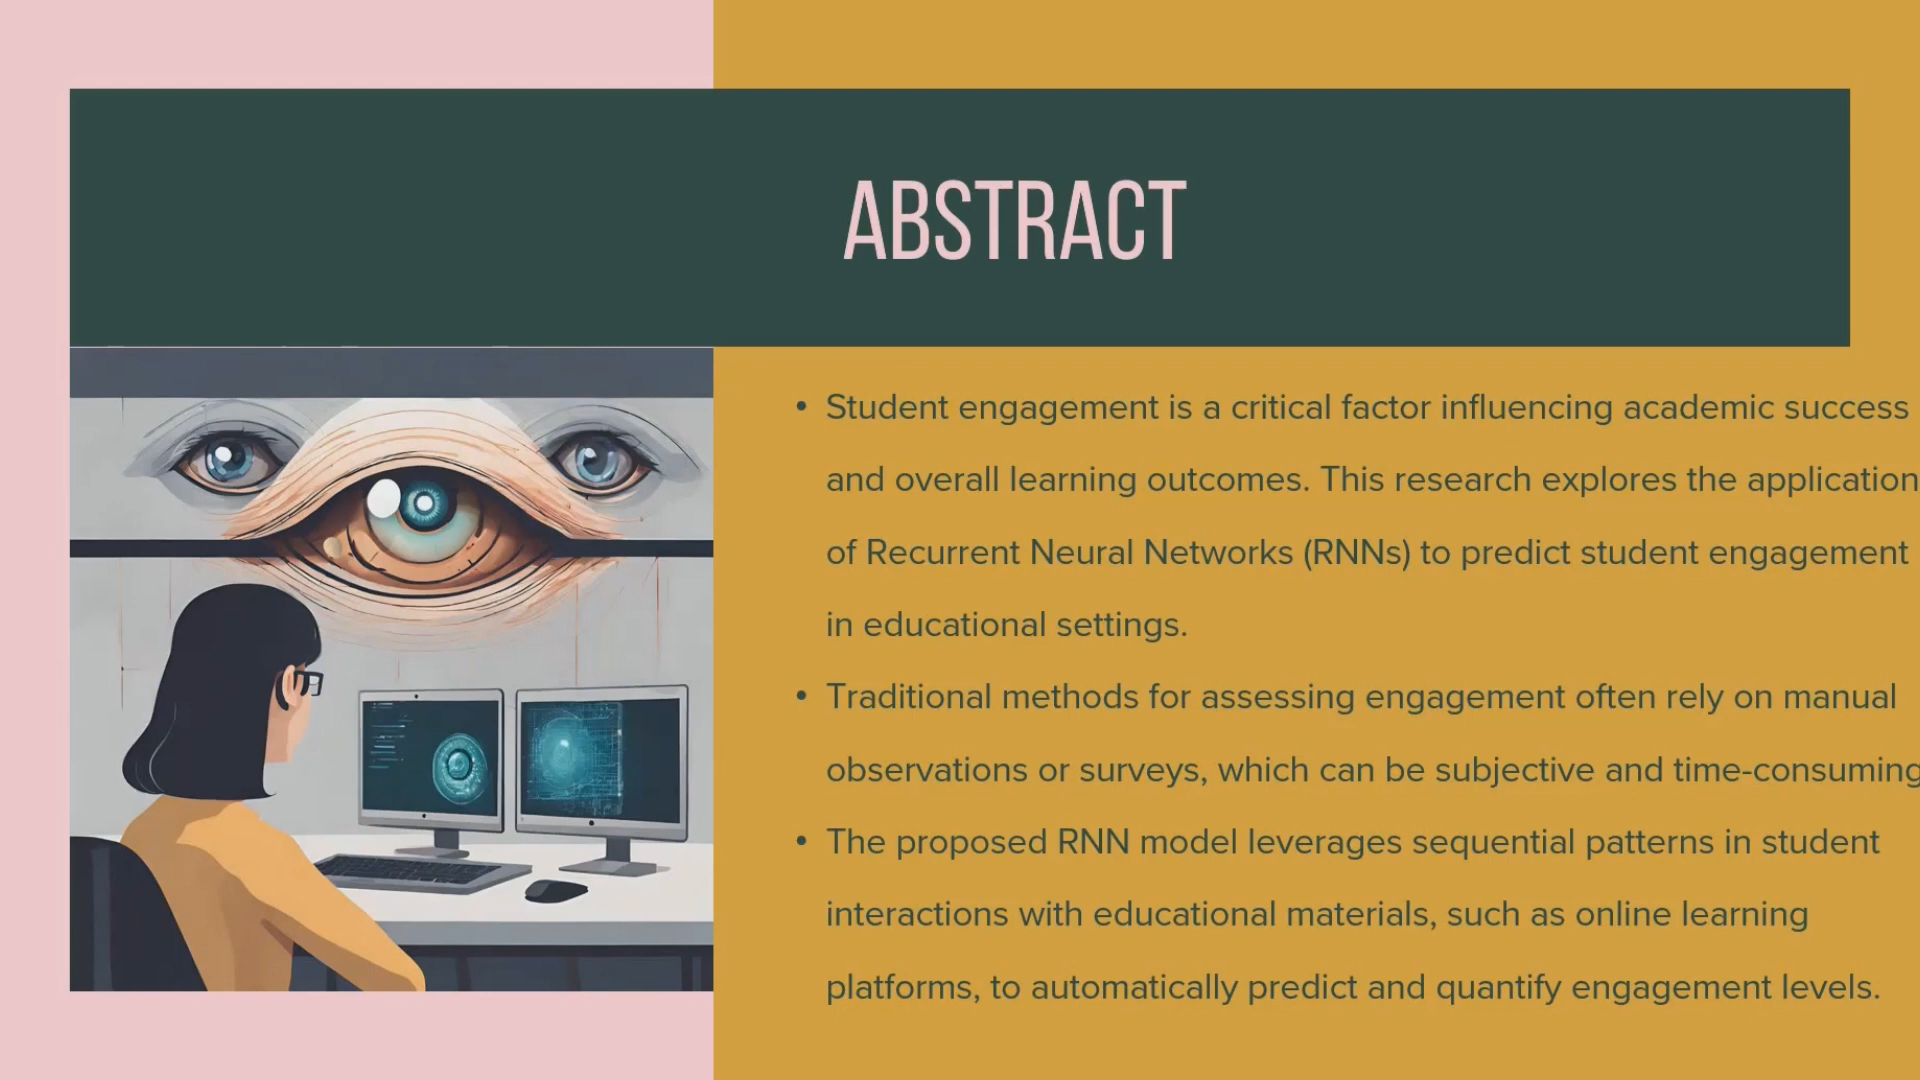 ABSTRACT
• Student engagement is a critical factor influencing academic success
and overall learning outcomes. This research explores the application
of Recurrent Neural Networks (RNNs) to predict student engagement
in educational settings.
• Traditional methods for assessing engagement often rely on manual
observations or surveys, which can be subjective and time-consuming
• The proposed RNN model leverages sequential patterns in student
interactions with educational materials, such as online learning
platforms, to automatically predict and quantify engagement levels.